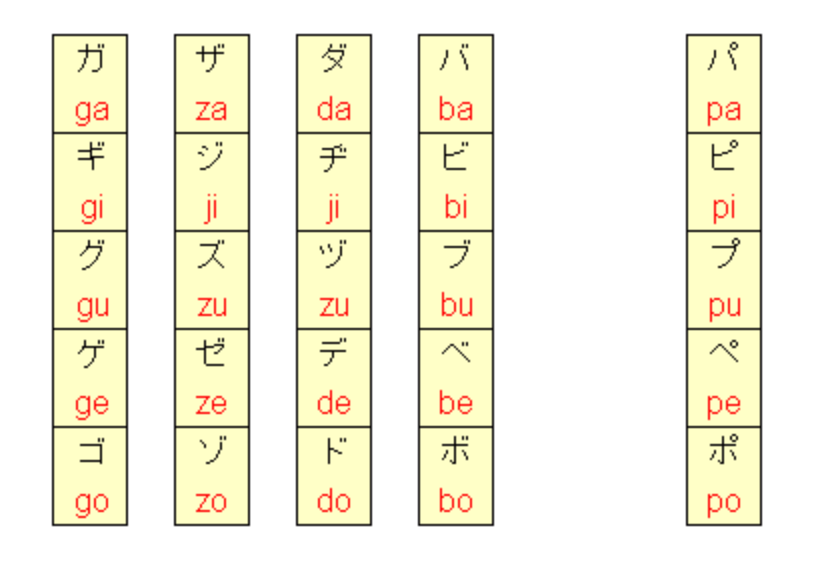 ガ ザ ダ バ パ
ga za da ba pa
ギ ジ ヂ ビ ピ
gi ji ji bi pi
グ ズ ヅ ブ プ
gu zu zu bu pu
ゲ ゼ デ ベ ペ
ge ze de be pe
ゴ ゾ ド ボ ポ
go zo do bo po